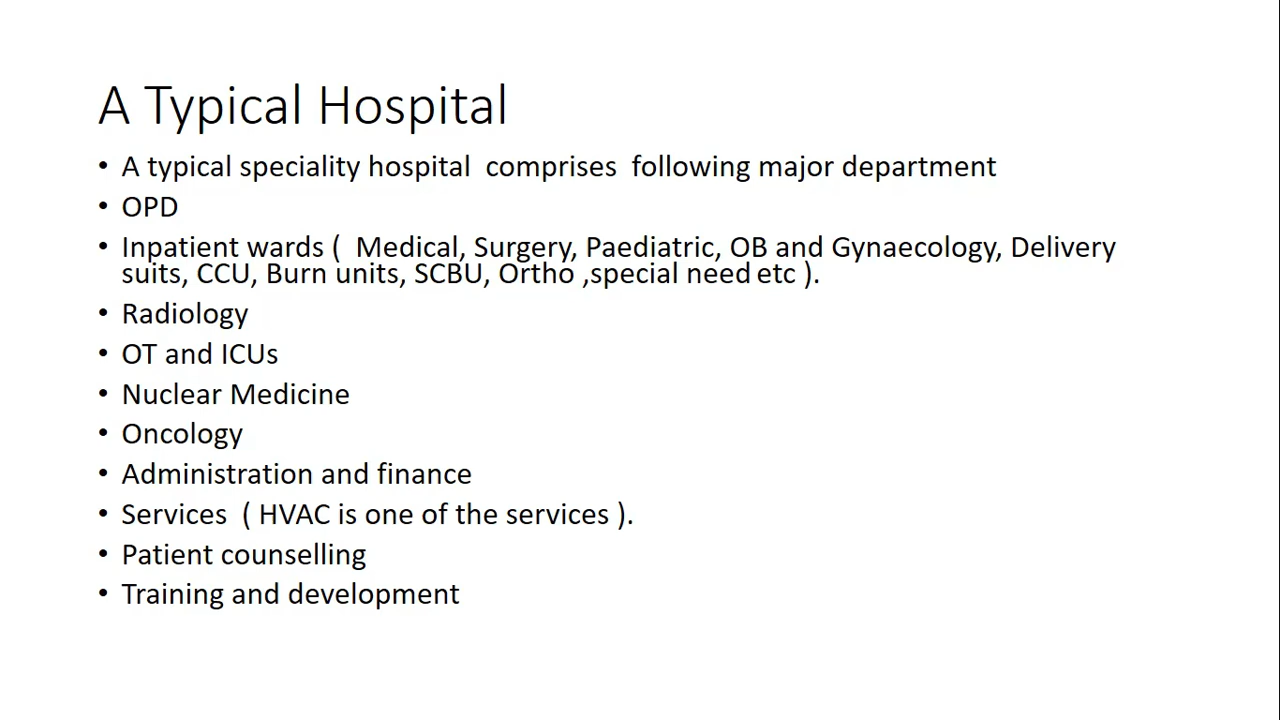 A Typical Hospital
• A typical speciality hospital comprises following major department
• OPD
• Inpatient wards ( Medical, Surgery, Paediatric, OB and Gynaecology, Delivery
suits, CCU, Burn units, SCBU, Ortho ,special need etc ).
• Radiology
• OT and ICUs
• Nuclear Medicine
• Oncology
• Administration and finance
• Services ( HVAC is one of the services ).
• Patient counselling
• Training and development